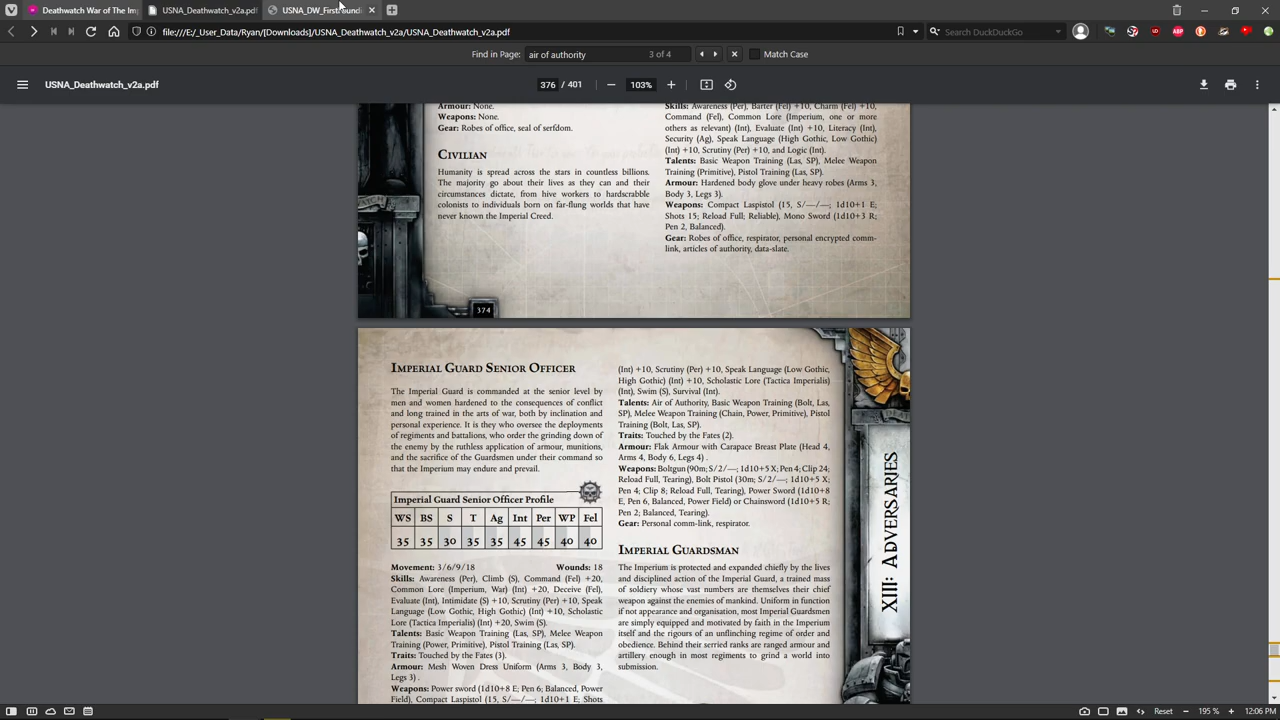 Deathwatch War of The Im
USNA_Deathwatch_v2a.pdf
USNA_DW_FirstFoundi
file:///E:/_User_Data/Ryan/[Downloads]/USNA_Deathwatch_v2a/USNA_Deathwatch_v2a.pdf
Search DuckDuckGo
Find in Page:
air of authority
3 of 4
Match Case
USNA_Deathwatch_v2a.pdf
376 / 401
103%
Armour: None.
Weapons: None.
Gear: Robes of office, seal of serfdom.
Civilian
Humanity is spread across the stars in countless billions.
The majority go about their lives as they can and their
circumstances dictate, from hive workers to hardscrabble
colonists to individuals born on far-flung worlds that have
never known the Imperial Creed.
374
Skills: Awareness (Per), Barter (Fel) +10, Charm (Fel) +10,
Command (Fel), Common Lore (Imperium, one or more
others as relevant) (Int), Evaluate (Int) +10, Literacy (Int),
Security (Ag), Speak Language (High Gothic, Low Gothic)
(Int) +10, Scrutiny (Per) +10, and Logic (Int).
Talents: Basic Weapon Training (Las, SP), Melee Weapon
Training (Primitive), Pistol Training (Las, SP).
Armour: Hardened body glove under heavy robes (Arms 3,
Body 3, Legs 3).
Weapons: Compact Laspistol (15, S/—/—; 1d10+1 E;
Shots 15; Reload Full; Reliable), Mono Sword (1d10+3 R;
Pen 2, Balanced).
Gear: Robes of office, respirator, personal encrypted comm-
link, articles of authority, data-slate.
Imperial Guard Senior Officer
The Imperial Guard is commanded at the senior level by
men and women hardened to the consequences of conflict
and long trained in the arts of war, both by inclination and
personal experience. It is they who oversee the deployments
of regiments and battalions, who order the grinding down of
the enemy by the ruthless application of armour, munitions,
and the sacrifice of the Guardsmen under their command so
that the Imperium may endure and prevail.
Imperial Guard Senior Officer Profile
WS BS S T Ag Int Per WP Fel
35 35 30 35 35 45 45 40 40
Movement: 3/6/9/18 Wounds: 18
Skills: Awareness (Per), Climb (S), Command (Fel) +20,
Common Lore (Imperium, War) (Int) +20, Deceive (Fel),
Evaluate (Int), Intimidate (S) +10, Scrutiny (Per) +10, Speak
Language (Low Gothic, High Gothic) (Int) +10, Scholastic
Lore (Tactica Imperialis) (Int) +20, Swim (S).
Talents: Basic Weapon Training (Las, SP), Melee Weapon
Training (Power, Primitive), Pistol Training (Las, SP).
Traits: Touched by the Fates (3).
Armour: Mesh Woven Dress Uniform (Arms 3, Body 3,
Legs 3) .
Weapons: Power sword (1d10+8 E; Pen 6; Balanced, Power
Field), Compact Laspistol (15, S/—/—; 1d10+1 E; Shots
(Int) +10, Scrutiny (Per) +10, Speak Language (Low Gothic,
High Gothic) (Int) +10, Scholastic Lore (Tactica Imperialis)
(Int), Swim (S), Survival (Int).
Talents: Air of Authority, Basic Weapon Training (Bolt, Las,
SP), Melee Weapon Training (Chain, Power, Primitive), Pistol
Training (Bolt, Las, SP).
Traits: Touched by the Fates (2).
Armour: Flak Armour with Carapace Breast Plate (Head 4,
Arms 4, Body 6, Legs 4) .
Weapons: Boltgun (90m; S/2/—; 1d10+5 X; Pen 4; Clip 24;
Reload Full, Tearing), Bolt Pistol (30m; S/2/—; 1d10+5 X;
Pen 4; Clip 8; Reload Full, Tearing), Power Sword (1d10+8
E, Pen 6, Balanced, Power Field) or Chainsword (1d10+5 R;
Pen 2; Balanced, Tearing).
Gear: Personal comm-link, respirator.
Imperial Guardsman
The Imperium is protected and expanded chiefly by the lives
and disciplined action of the Imperial Guard, a trained mass
of soldiery whose vast numbers are themselves their chief
weapon against the enemies of mankind. Uniform in function
if not appearance and organisation, most Imperial Guardsmen
are simply equipped and motivated by faith in the Imperium
itself and the rigours of an unflinching regime of order and
obedience. Behind their serried ranks are ranged armour and
artillery enough in most regiments to grind a world into
submission.
XIII: Adversaries
Reset
195 %
12:06 PM